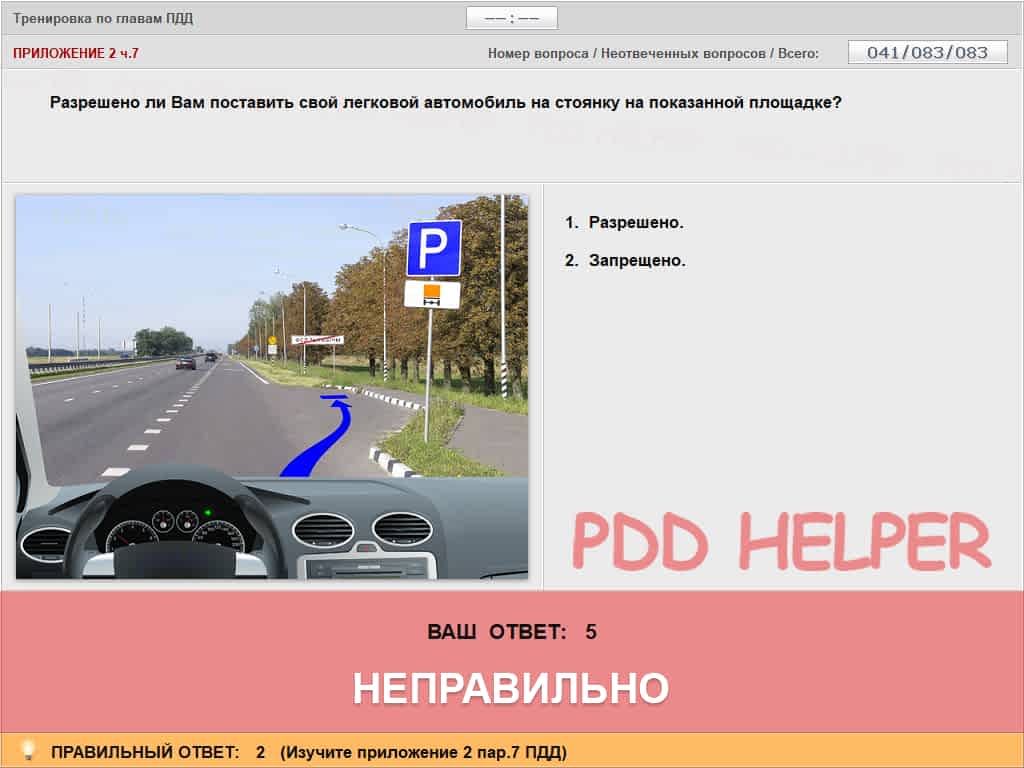 Тренировка по главам ПДД
—— : ——
ПРИЛОЖЕНИЕ 2 ч.7
Номер вопроса / Неотвеченных вопросов / Всего:
041/083/083
Разрешено ли Вам поставить свой легковой автомобиль на стоянку на показанной площадке?
P
1. Разрешено.
2. Запрещено.
PDD HELPER
ВАШ ОТВЕТ: 5
НЕПРАВИЛЬНО
ПРАВИЛЬНЫЙ ОТВЕТ: 2 (Изучите приложение 2 пар.7 ПДД)